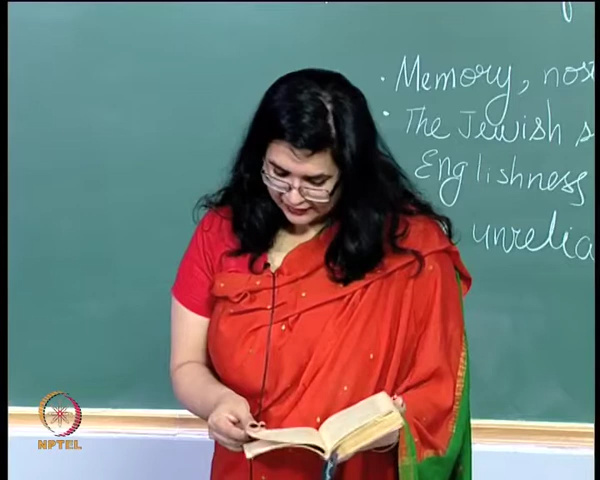 • Memory, nos
• The Jewish s
Englishness
unrelia
NPTEL